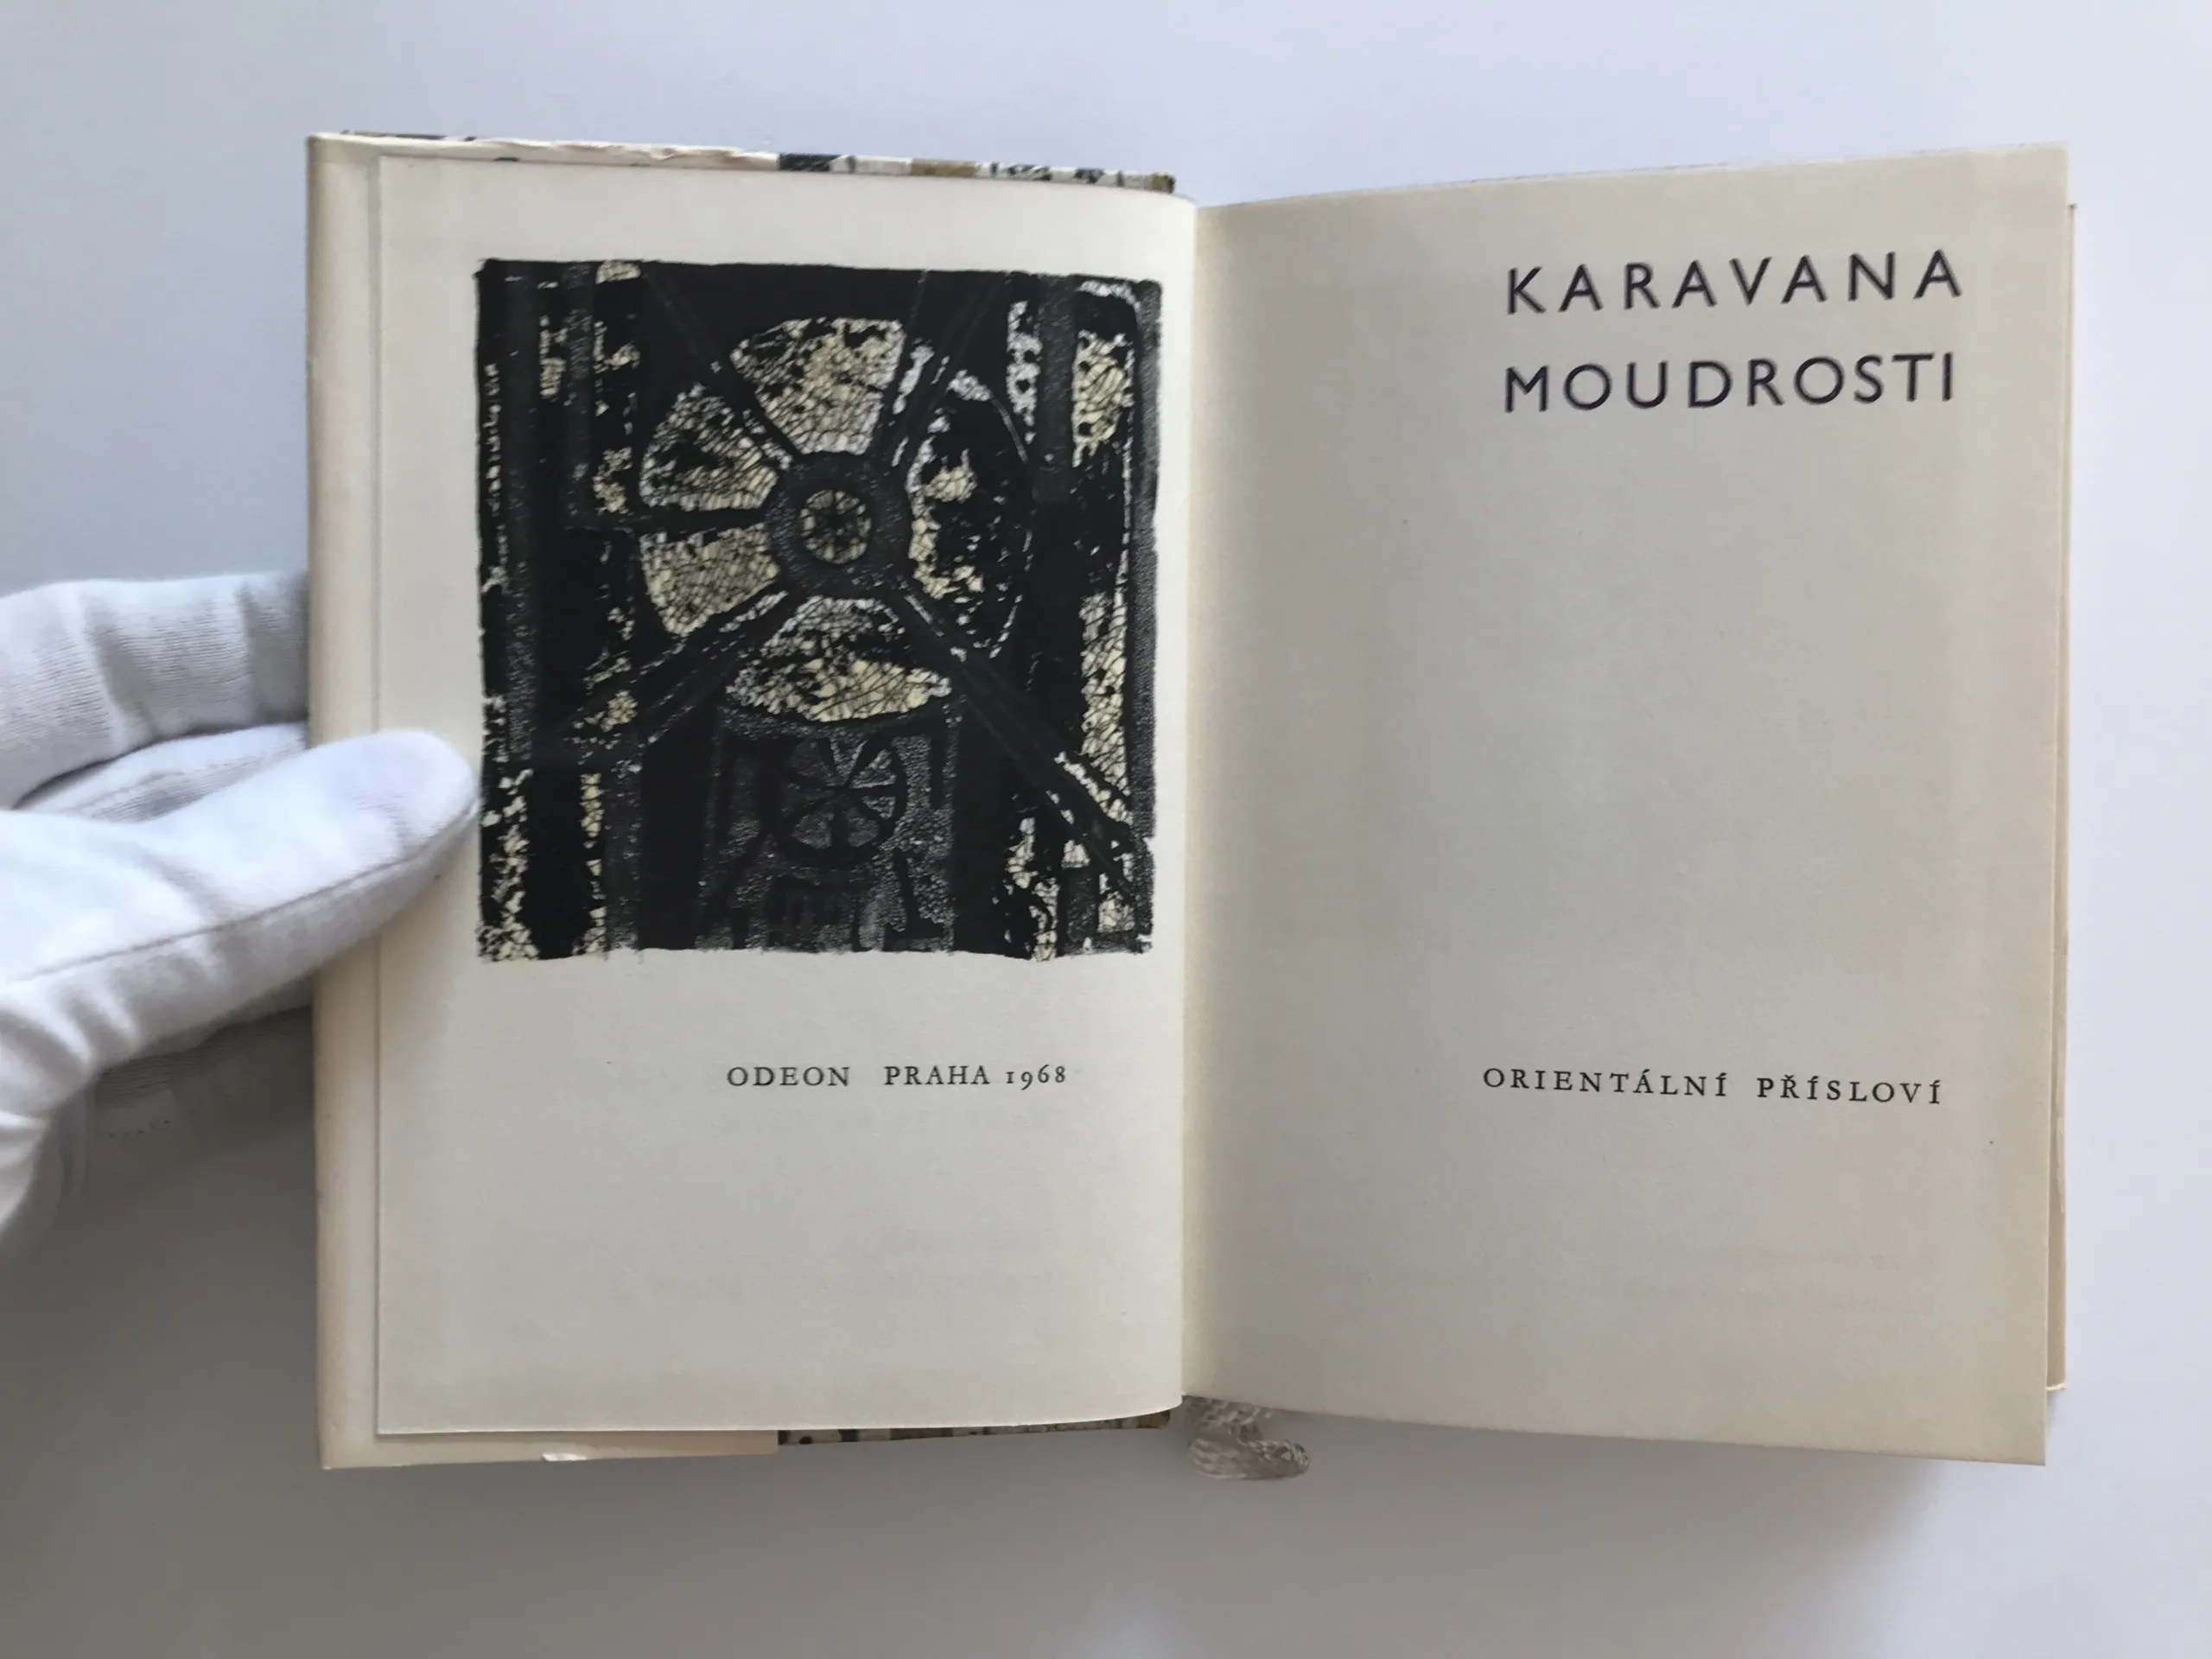 ODEON PRAHA 1968
KARAVANA
MOUDROSTI
ORIENTÁLNÍ PŘÍSLOVÍ